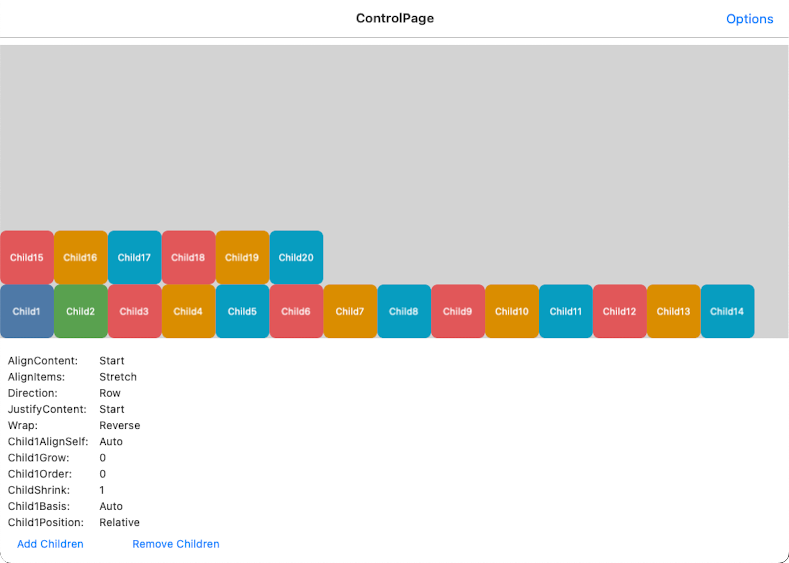 ControlPage
Options
Child15 Child16 Child17 Child18 Child19 Child20
Child1 Child2 Child3 Child4 Child5 Child6 Child7 Child8 Child9 Child10 Child11 Child12 Child13 Child14
AlignContent: Start
AlignItems: Stretch
Direction: Row
JustifyContent: Start
Wrap: Reverse
Child1AlignSelf: Auto
Child1Grow: 0
Child1Order: 0
ChildShrink: 1
Child1Basis: Auto
Child1Position: Relative
Add Children Remove Children